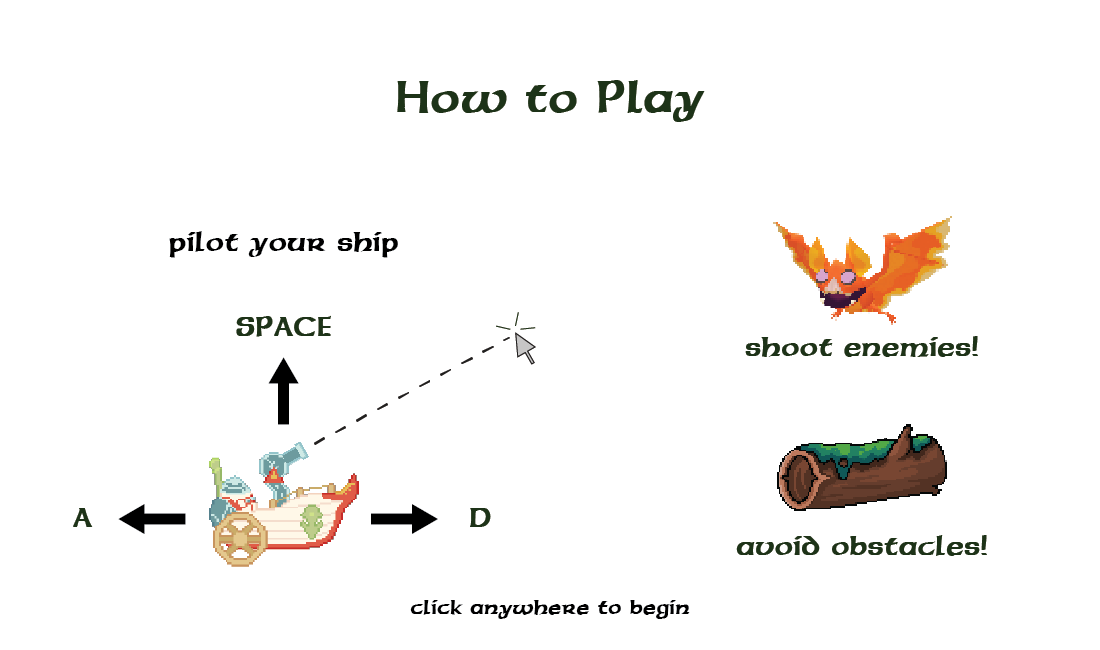 How to Play
pilot your ship
SPACE
A
D
shoot enemies!
avoid obstacles!
click anywhere to begin